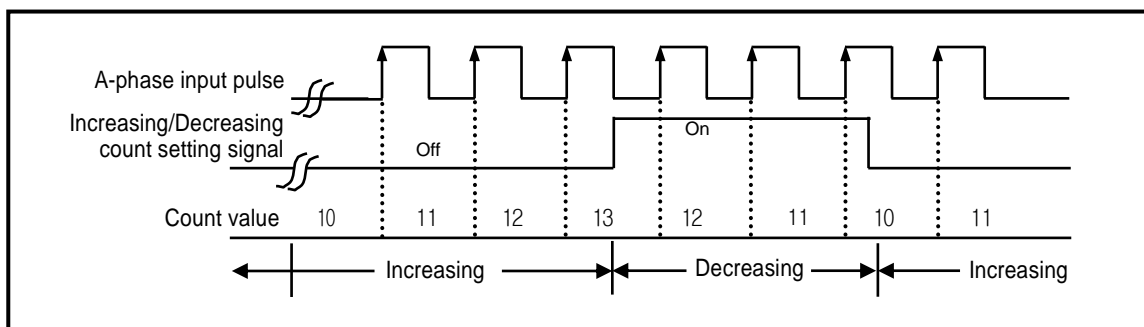 A-phase input pulse
Increasing/Decreasing
count setting signal
On
Off
Count value 10 11 12 13 12 11 10 11
Increasing Decreasing Increasing